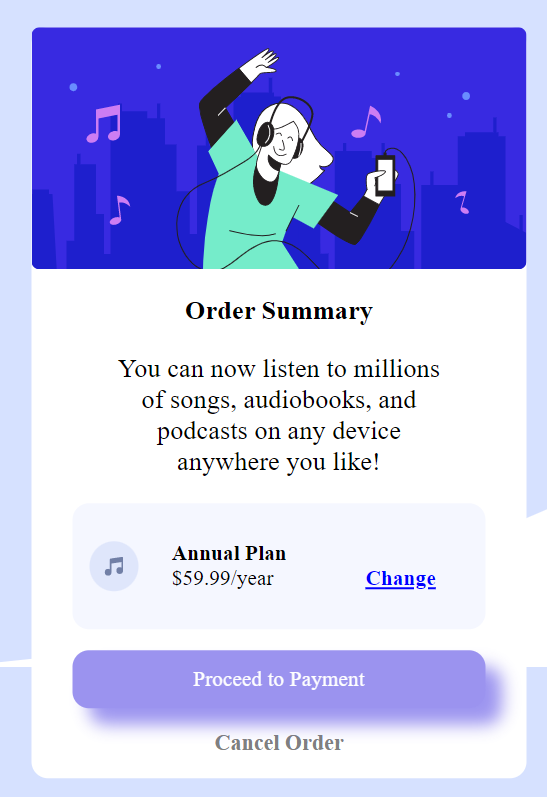 Order Summary
You can now listen to millions
of songs, audiobooks, and
podcasts on any device
anywhere you like!
Annual Plan
$59.99/year
Change
Proceed to Payment
Cancel Order